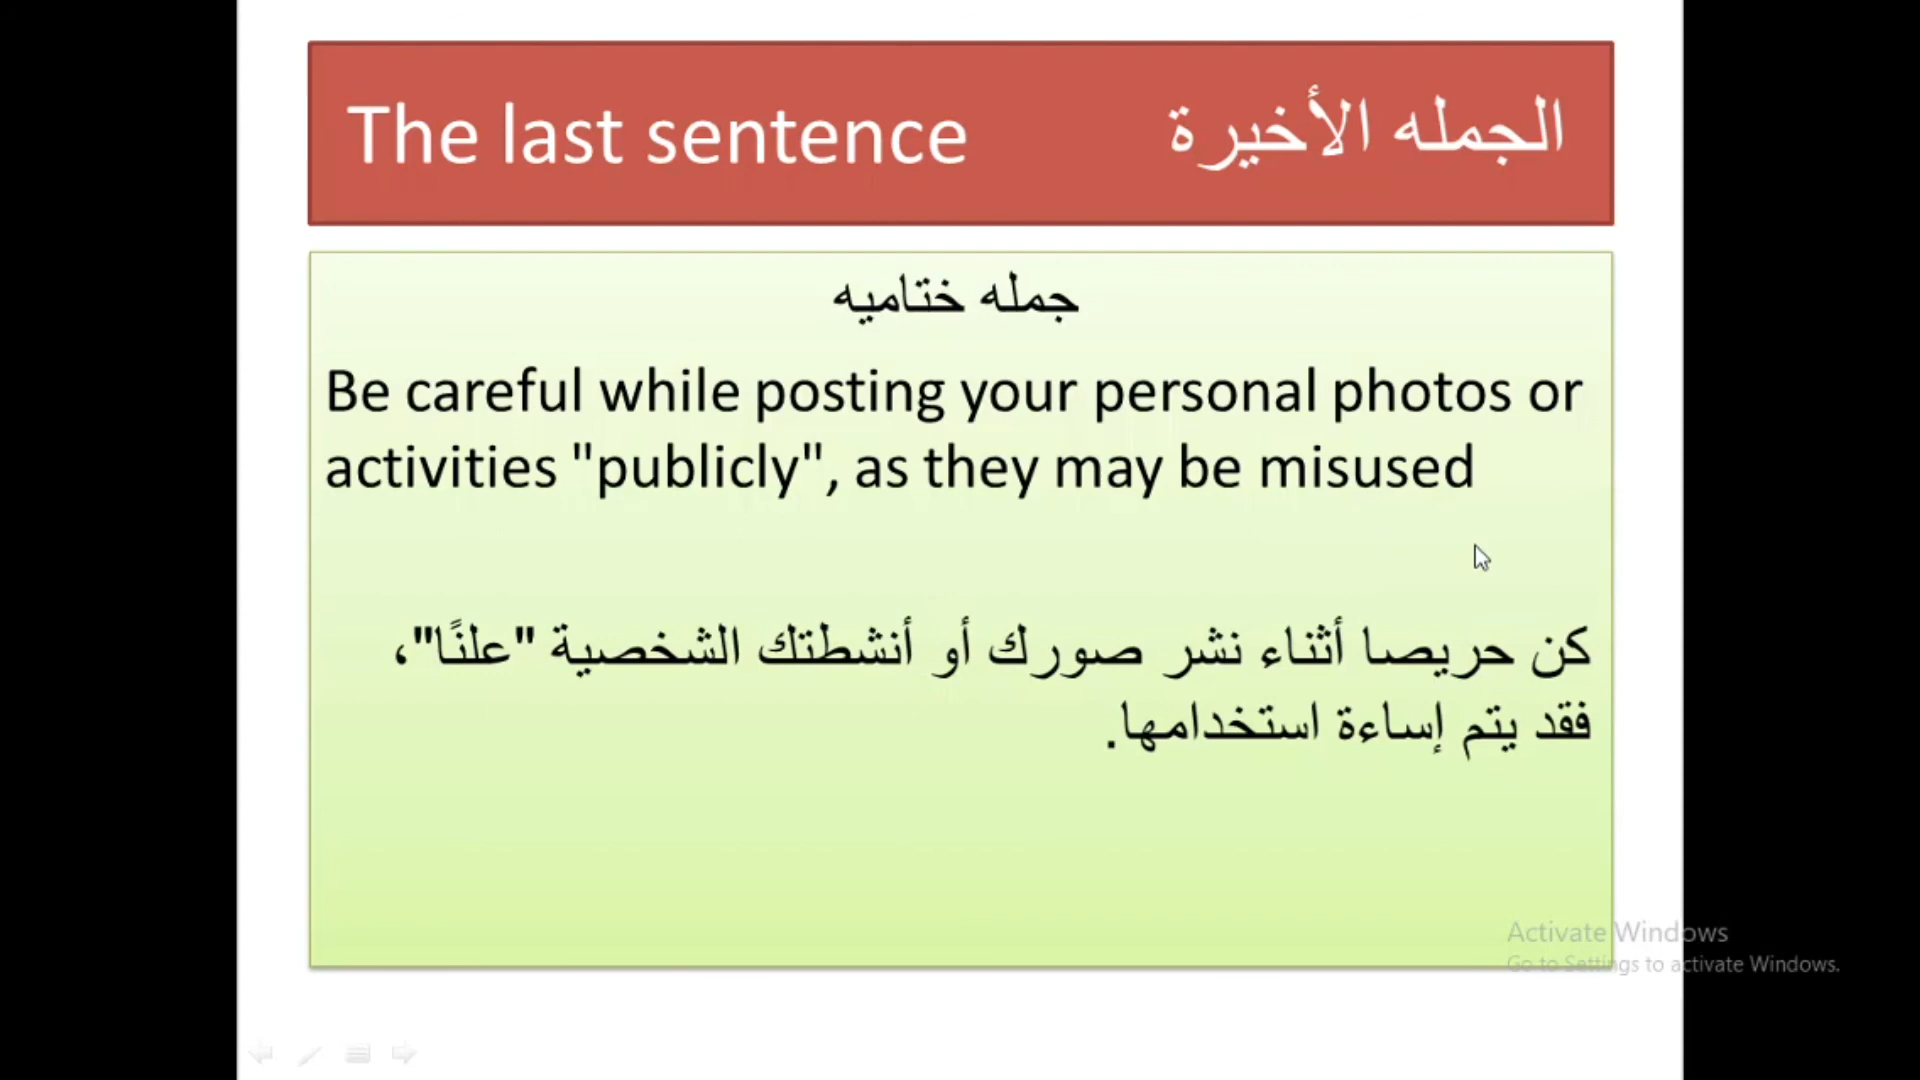 The last sentence الجمله الأخيرة
جمله ختاميه
Be careful while posting your personal photos or
activities "publicly", as they may be misused
كن حريصا أثناء نشر صورك أو أنشطتك الشخصية "علنًا"،
فقد يتم إساءة استخدامها.
Activate Windows
Go to Settings to activate Windows.